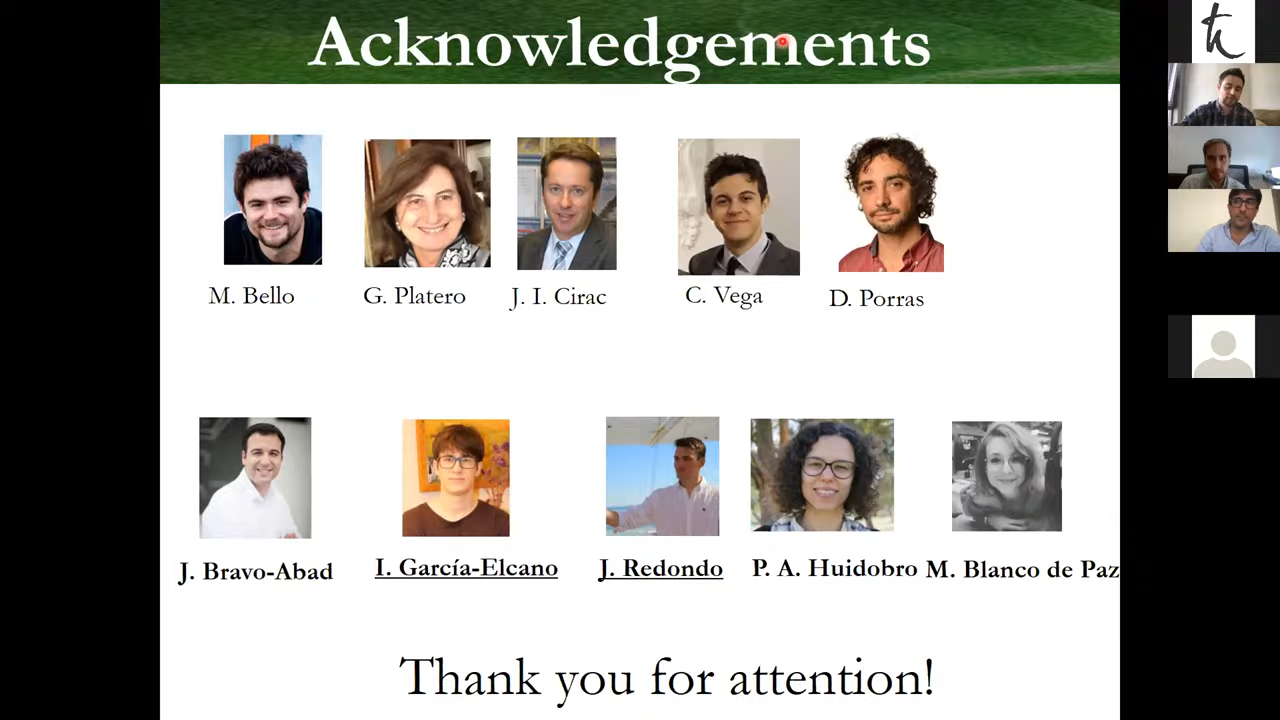 Acknowledgements
M. Bello G. Platero J. I. Cirac C. Vega D. Porras
J. Bravo-Abad I. García-Elcano J. Redondo P. A. Huidobro M. Blanco de Paz
Thank you for attention!